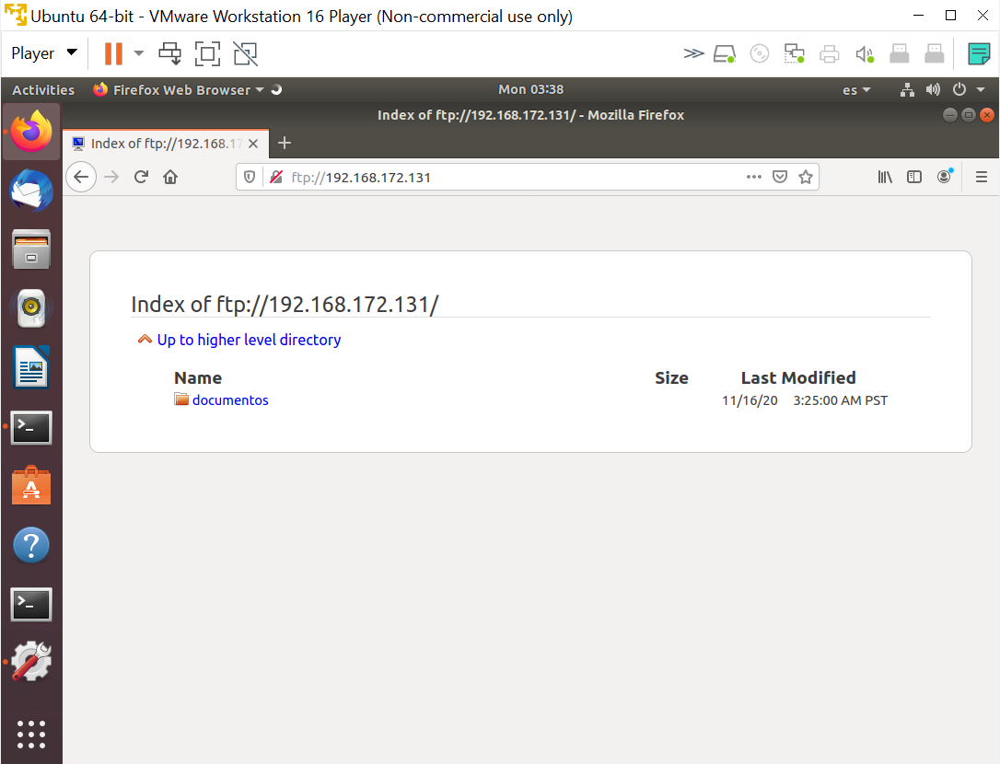 Ubuntu 64-bit - VMware Workstation 16 Player (Non-commercial use only)
Player
Activities Firefox Web Browser Mon 03:38 es
Index of ftp://192.168.172.131/ - Mozilla Firefox
Index of ftp://192.168.17
ftp://192.168.172.131
Index of ftp://192.168.172.131/
Up to higher level directory
Name Size Last Modified
documentos 11/16/20 3:25:00 AM PST